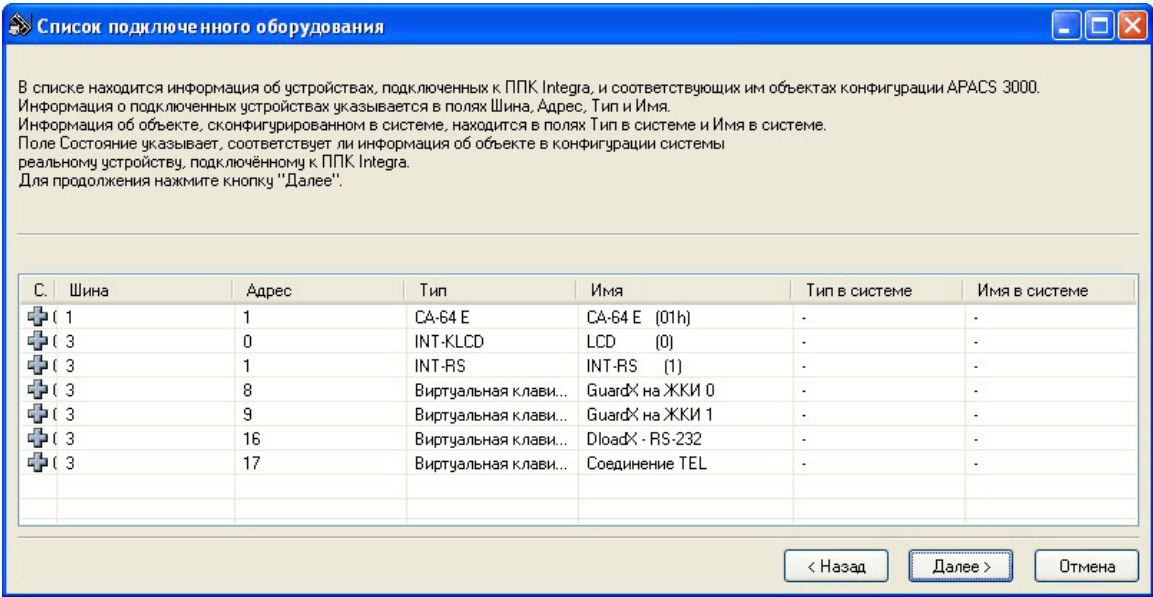 Список подключенного оборудования
В списке находится информация об устройствах, подключенных к ППК Integra, и соответствующих им объектах конфигурации APACS 3000.
Информация о подключенных устройствах указывается в полях Шина, Адрес, Тип и Имя.
Информация об объекте, сконфигурированном в системе, находится в полях Тип в системе и Имя в системе.
Поле Состояние указывает, соответствует ли информация об объекте в конфигурации системы
реальному устройству, подключённому к ППК Integra.
Для продолжения нажмите кнопку "Далее".
С. Шина Адрес Тип Имя Тип в системе Имя в системе
1 1 CA-64 E CA-64 E (01h) - -
3 0 INT-KLCD LCD (0) - -
3 1 INT-RS INT-RS (1) - -
3 8 Виртуальная клави... GuardX на ЖКИ 0 - -
3 9 Виртуальная клави... GuardX на ЖКИ 1 - -
3 16 Виртуальная клави... DloadX - RS-232 - -
3 17 Виртуальная клави... Соединение TEL - -
< Назад Далее > Отмена